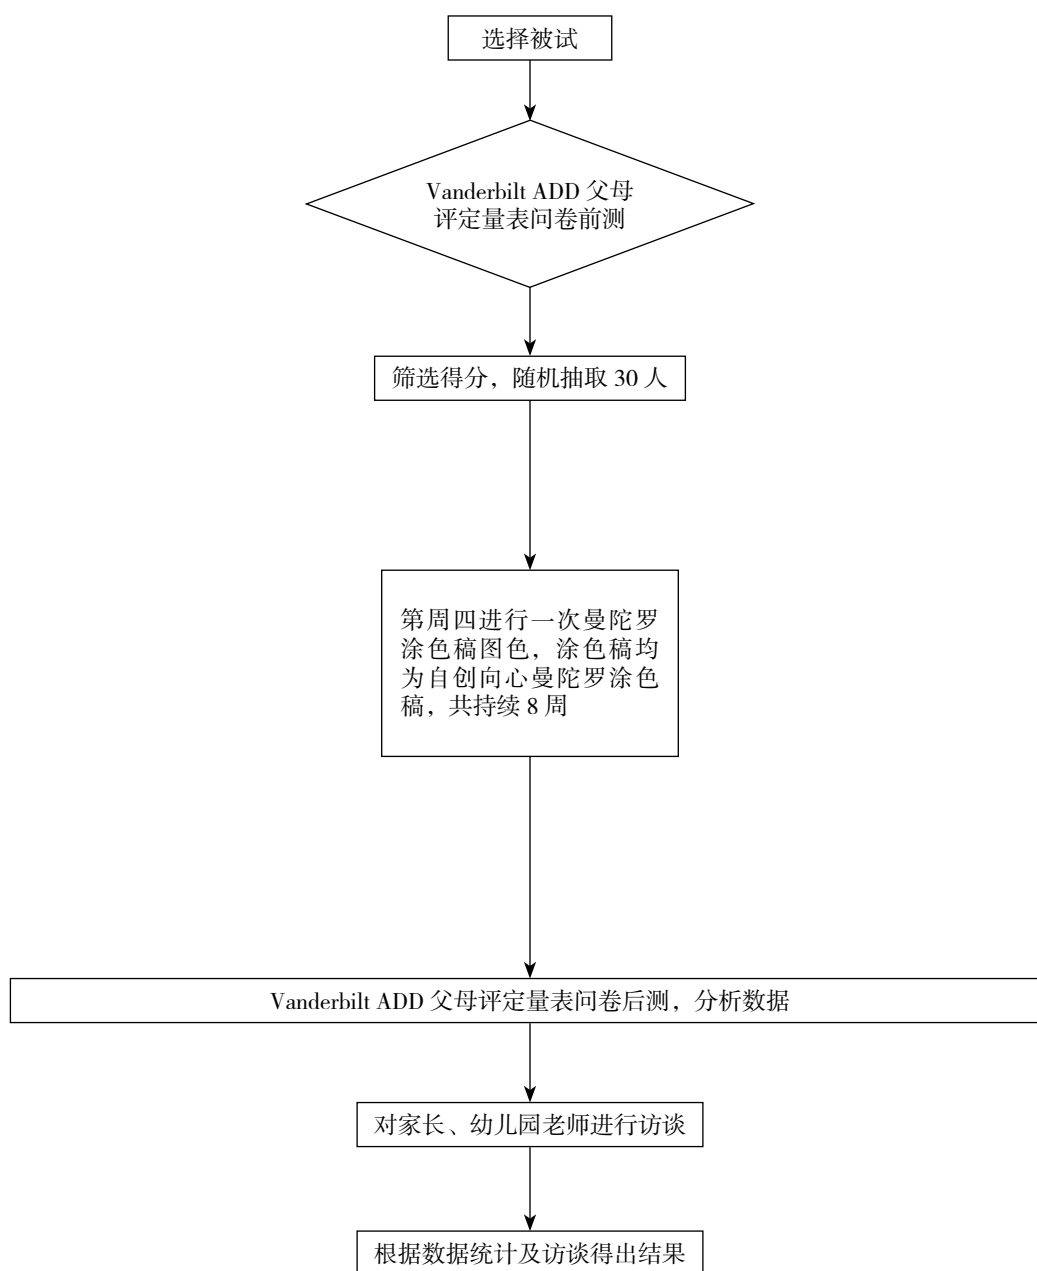 选择被试
Vanderbilt ADD 父母
评定量表问卷前测
筛选得分，随机抽取 30 人
第周四进行一次曼陀罗
涂色稿图色，涂色稿均
为自创向心曼陀罗涂色
稿，共持续 8 周
Vanderbilt ADD 父母评定量表问卷后测，分析数据
对家长、幼儿园老师进行访谈
根据数据统计及访谈得出结果